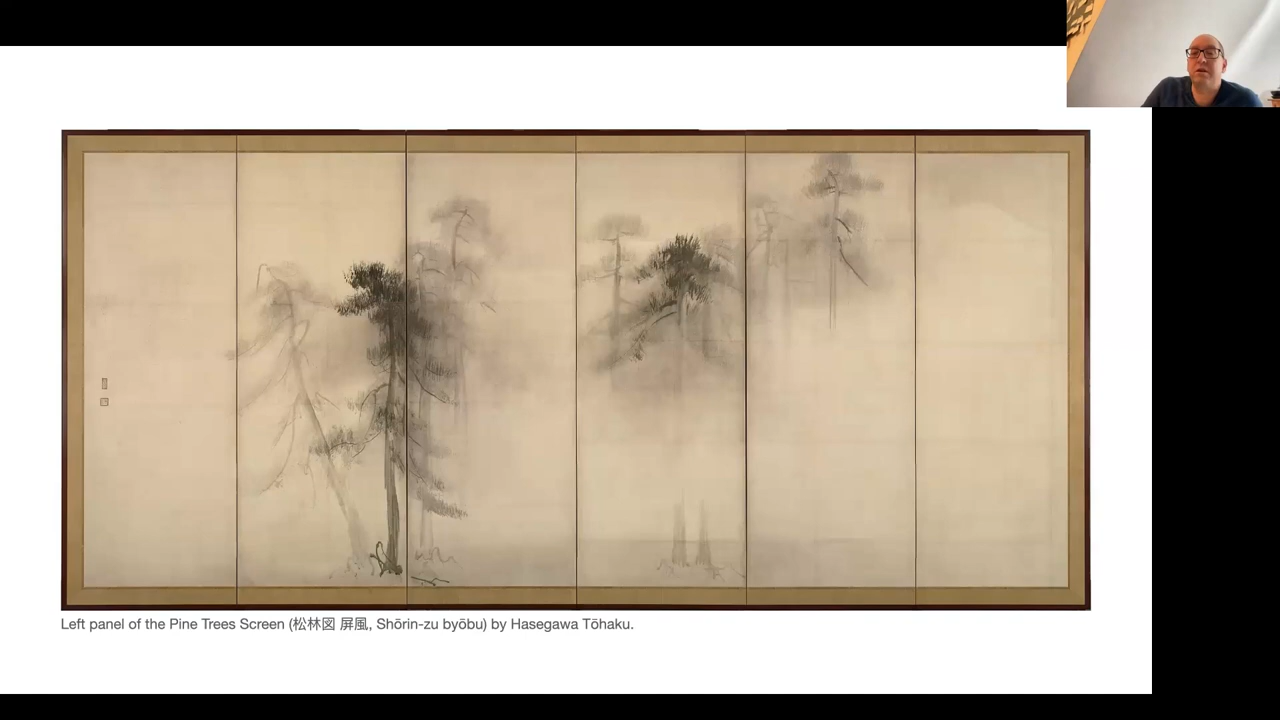 Left panel of the Pine Trees Screen (松林図 屏風, Shōrin-zu byōbu) by Hasegawa Tōhaku.